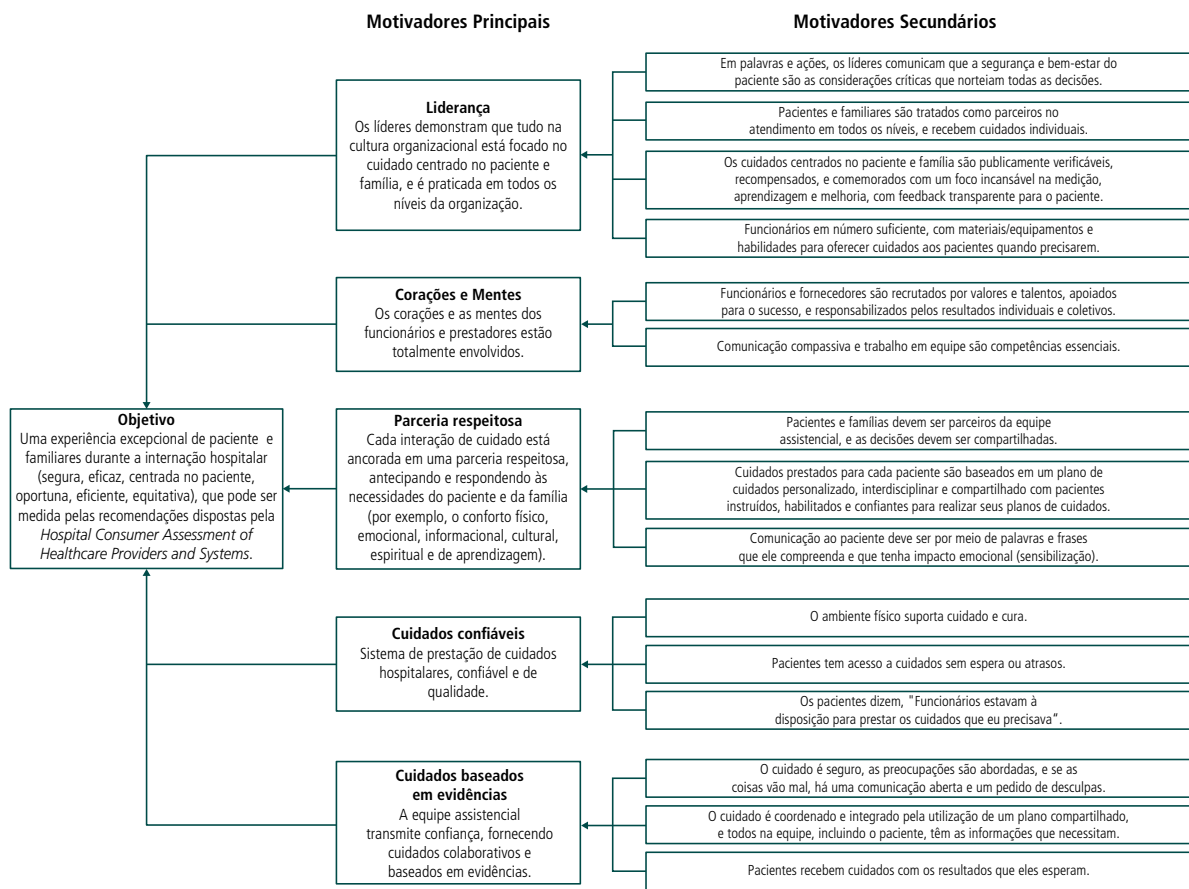 Motivadores Principais
Motivadores Secundários
Liderança
Os líderes demonstram que tudo na
cultura organizacional está focado no
cuidado centrado no paciente e
família, e é praticada em todos os
níveis da organização.
Em palavras e ações, os líderes comunicam que a segurança e bem-estar do
paciente são as considerações críticas que norteiam todas as decisões.
Pacientes e familiares são tratados como parceiros no
atendimento em todos os níveis, e recebem cuidados individuais.
Os cuidados centrados no paciente e família são publicamente verificáveis,
recompensados, e comemorados com um foco incansável na medição,
aprendizagem e melhoria, com feedback transparente para o paciente.
Funcionários em número suficiente, com materiais/equipamentos e
habilidades para oferecer cuidados aos pacientes quando precisarem.
Corações e Mentes
Os corações e as mentes dos
funcionários e prestadores estão
totalmente envolvidos.
Funcionários e fornecedores são recrutados por valores e talentos, apoiados
para o sucesso, e responsabilizados pelos resultados individuais e coletivos.
Comunicação compassiva e trabalho em equipe são competências essenciais.
Objetivo
Uma experiência excepcional de paciente e
familiares durante a internação hospitalar
(segura, eficaz, centrada no paciente,
oportuna, eficiente, equitativa), que pode ser
medida pelas recomendações dispostas pela
Hospital Consumer Assessment of
Healthcare Providers and Systems.
Parceria respeitosa
Cada interação de cuidado está
ancorada em uma parceria respeitosa,
antecipando e respondendo às
necessidades do paciente e da família
(por exemplo, o conforto físico,
emocional, informacional, cultural,
espiritual e de aprendizagem).
Pacientes e famílias devem ser parceiros da equipe
assistencial, e as decisões devem ser compartilhadas.
Cuidados prestados para cada paciente são baseados em um plano de
cuidados personalizado, interdisciplinar e compartilhado com pacientes
instruídos, habilitados e confiantes para realizar seus planos de cuidados.
Comunicação ao paciente deve ser por meio de palavras e frases
que ele compreenda e que tenha impacto emocional (sensibilização).
Cuidados confiáveis
Sistema de prestação de cuidados
hospitalares, confiável e de
qualidade.
O ambiente físico suporta cuidado e cura.
Pacientes tem acesso a cuidados sem espera ou atrasos.
Os pacientes dizem, "Funcionários estavam à
disposição para prestar os cuidados que eu precisava”.
Cuidados baseados
em evidências
A equipe assistencial
transmite confiança, fornecendo
cuidados colaborativos e
baseados em evidências.
O cuidado é seguro, as preocupações são abordadas, e se as
coisas vão mal, há uma comunicação aberta e um pedido de desculpas.
O cuidado é coordenado e integrado pela utilização de um plano compartilhado,
e todos na equipe, incluindo o paciente, têm as informações que necessitam.
Pacientes recebem cuidados com os resultados que eles esperam.